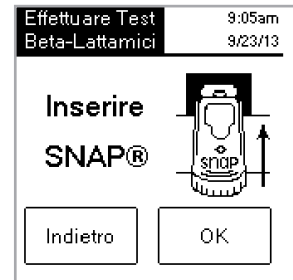 Effettuare Test 9:05am
Beta-Lattamici 9/23/13
Inserire
SNAP®
snap
Indietro OK